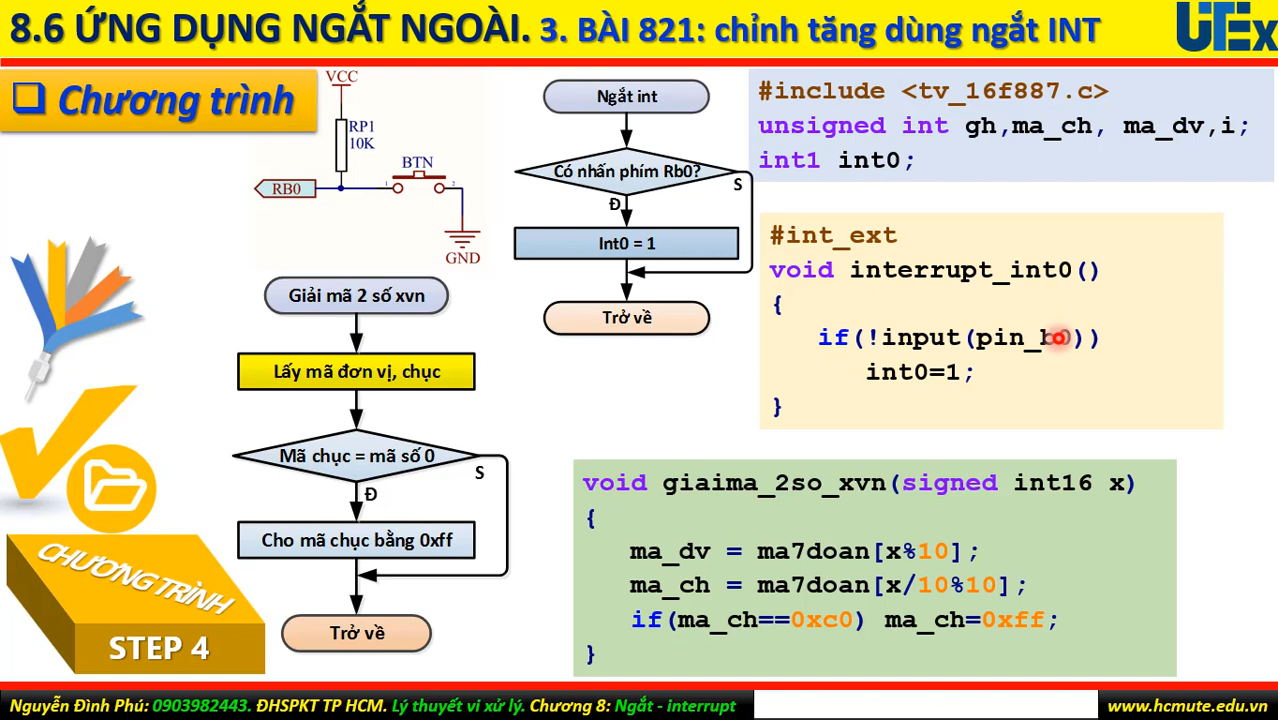 8.6 ỨNG DỤNG NGẮT NGOÀI. 3. BÀI 821: chỉnh tăng dùng ngắt INT
UTEx
Chương trình
VCC
RP1
10K
BTN
RB0
1
2
GND
Ngắt int
Có nhấn phím Rb0?
S
Đ
Int0 = 1
Trở về
#include <tv_16f887.c>
unsigned int gh,ma_ch, ma_dv,i;
int1 int0;
#int_ext
void interrupt_int0()
{
if(!input(pin_b0))
int0=1;
}
Giải mã 2 số xvn
Lấy mã đơn vị, chục
Mã chục = mã số 0
S
Đ
Cho mã chục bằng 0xff
Trở về
void giaima_2so_xvn(signed int16 x)
{
ma_dv = ma7doan[x%10];
ma_ch = ma7doan[x/10%10];
if(ma_ch==0xc0) ma_ch=0xff;
}
CHƯƠNG TRÌNH
STEP 4
Nguyễn Đình Phú: 0903982443. ĐHSPKT TP HCM. Lý thuyết vi xử lý. Chương 8: Ngắt - interrupt
www.hcmute.edu.vn